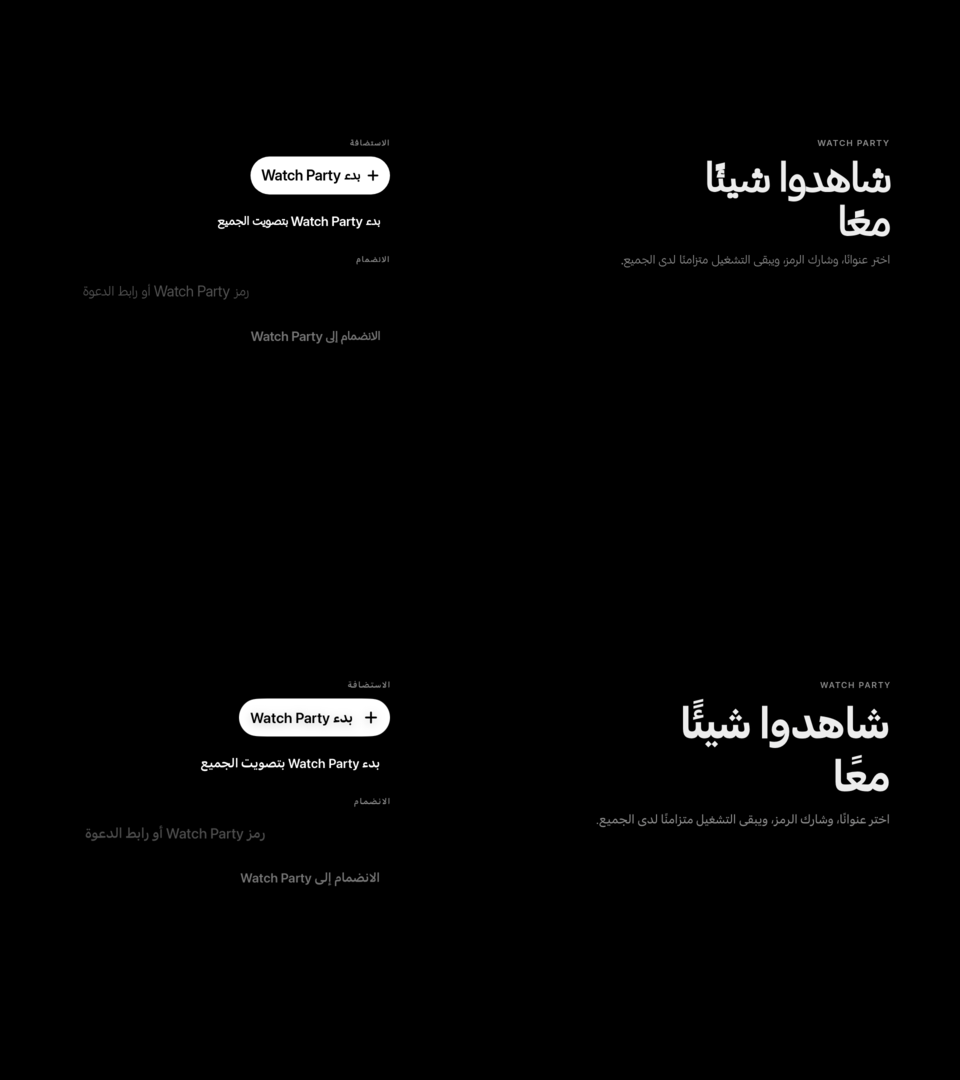 WATCH PARTY
شاهدوا شيئًا
معًا
اختر عنوانًا، وشارك الرمز، ويبقى التشغيل متزامنًا لدى الجميع.
الاستضافة
+ بدء Watch Party
بدء Watch Party بتصويت الجميع
الانضمام
رمز Watch Party أو رابط الدعوة
الانضمام إلى Watch Party
WATCH PARTY
شاهدوا شيئًا
معًا
اختر عنوانًا، وشارك الرمز، ويبقى التشغيل متزامنًا لدى الجميع.
الاستضافة
+ بدء Watch Party
بدء Watch Party بتصويت الجميع
الانضمام
رمز Watch Party أو رابط الدعوة
الانضمام إلى Watch Party